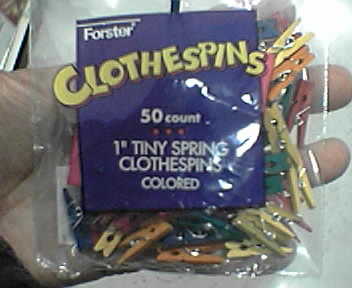 Forster®
CLOTHESPINS
50 count
1" TINY SPRING
CLOTHESPINS
COLORED